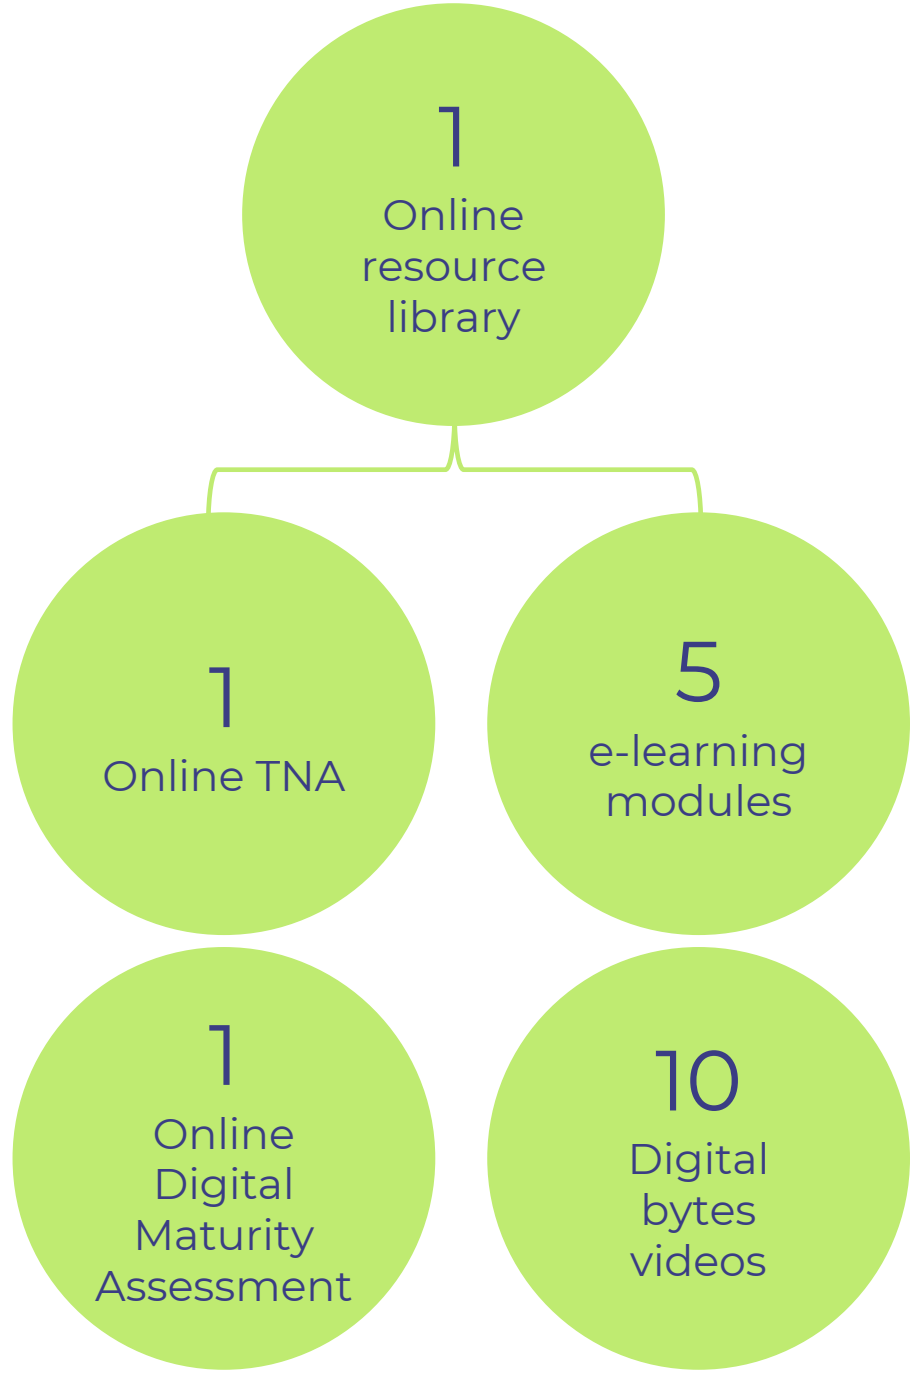 1
Online
resource
library
1
Online TNA
5
e-learning
modules
1
Online
Digital
Maturity
Assessment
10
Digital
bytes
videos